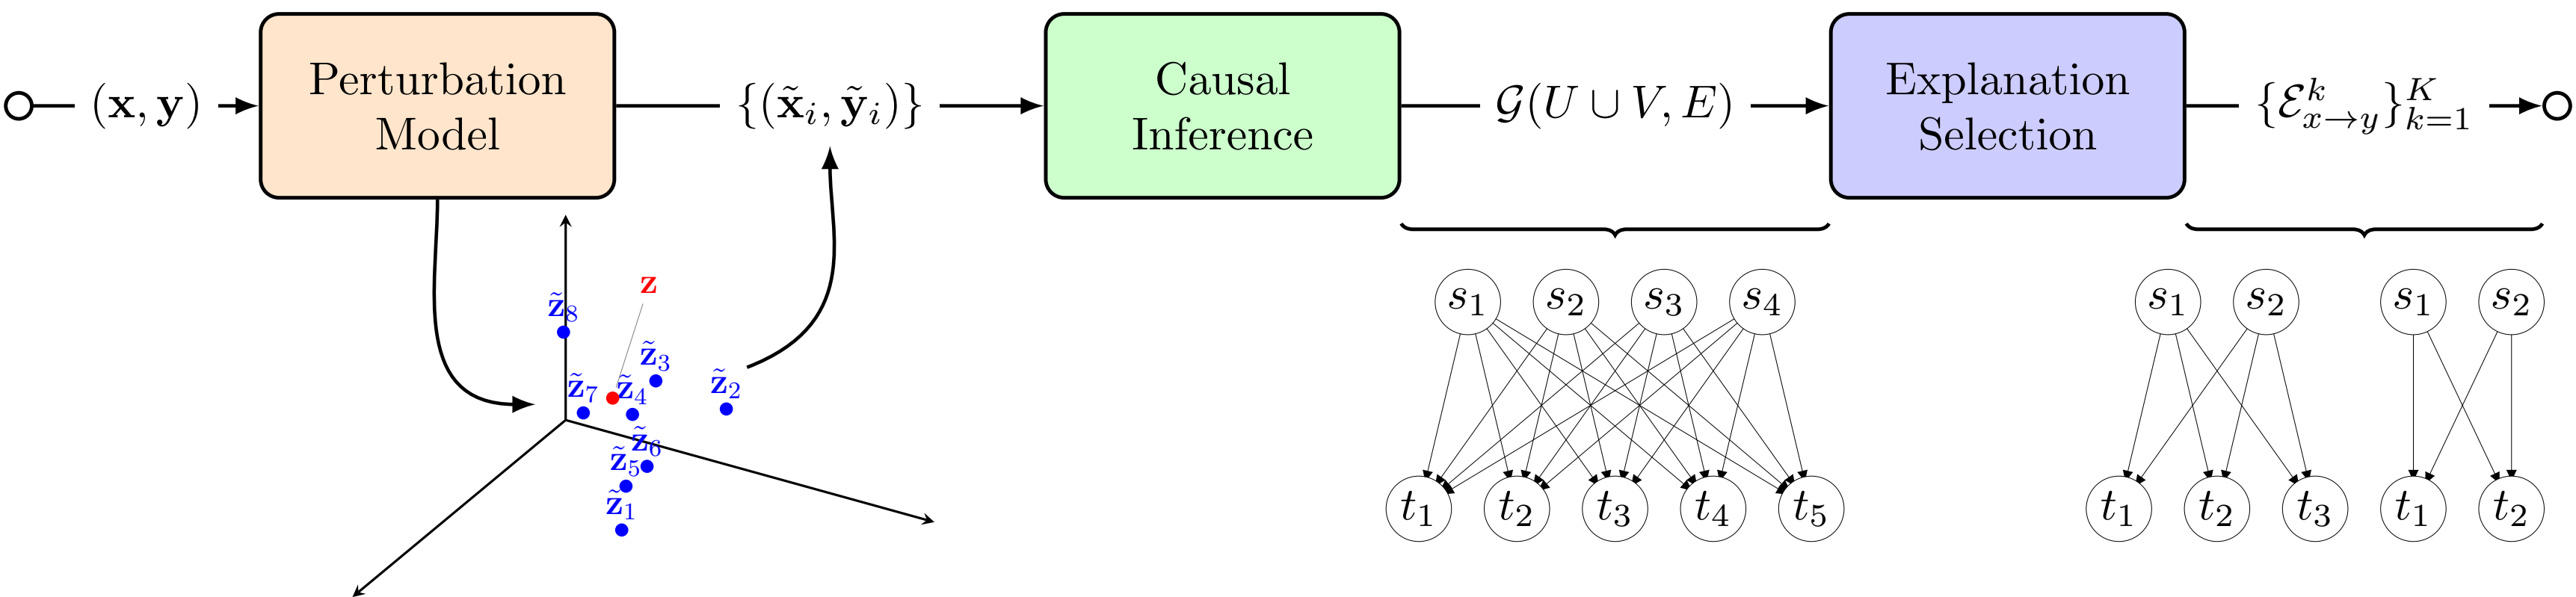 (x, y)
Perturbation
Model
{(x̃ᵢ, ỹᵢ)}
Causal
Inference
𝒢(U ∪ V, E)
Explanation
Selection
{ℰᵏₓ→ᵧ}ᴷₖ₌₁
z
z̃₈
z̃₃
z̃₇
z̃₄
z̃₂
z̃₆
z̃₅
z̃₁
s₁ s₂ s₃ s₄
t₁ t₂ t₃ t₄ t₅
s₁ s₂
t₁ t₂ t₃
s₁ s₂
t₁ t₂